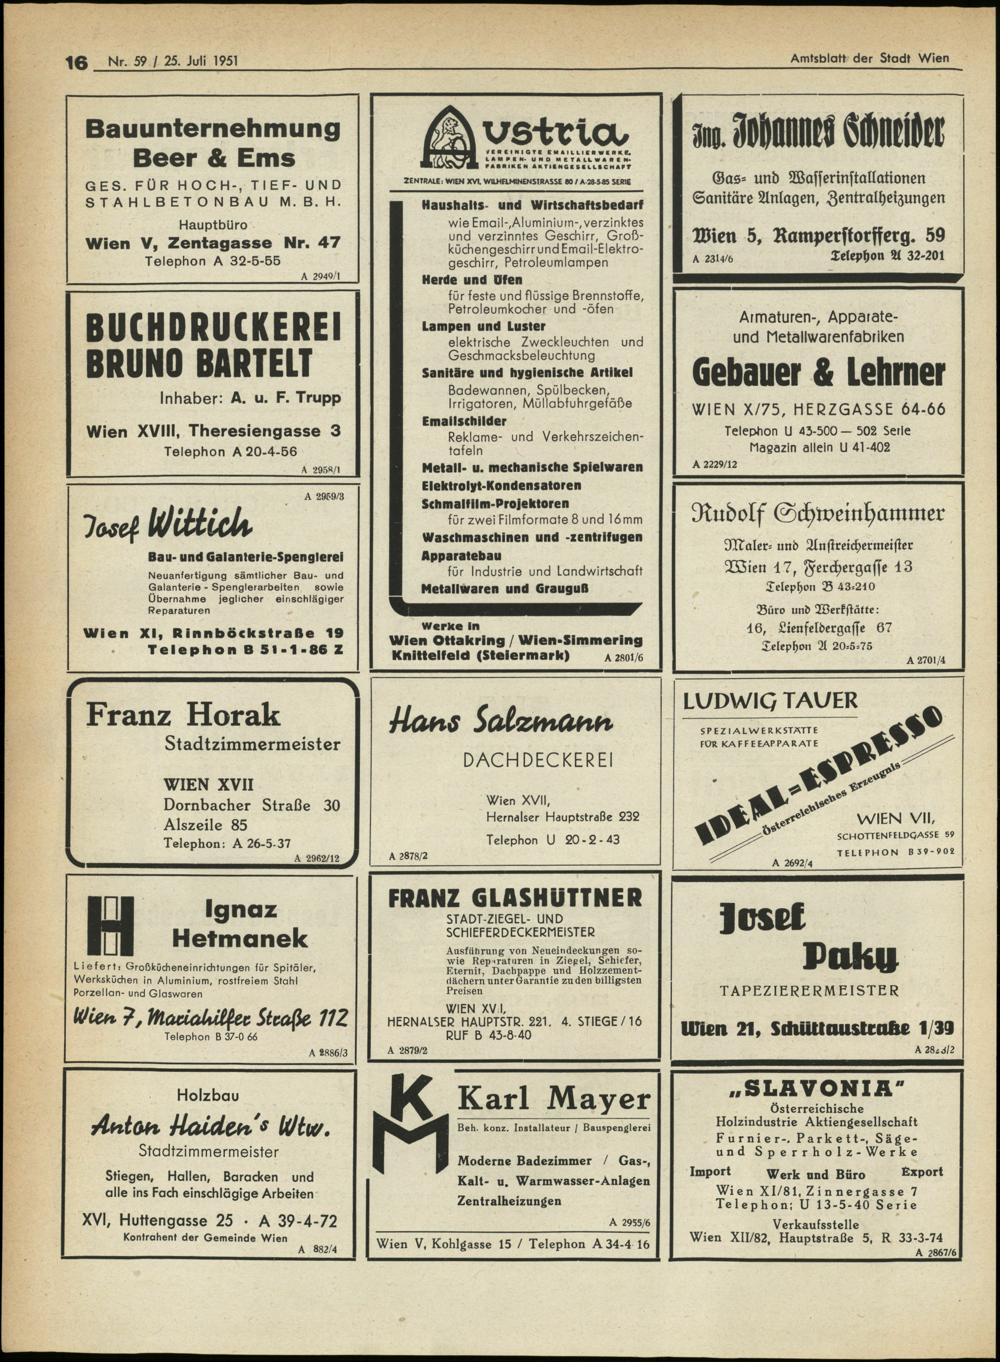 16 Nr. 59 / 25. Juli 1951
Amtsblatt der Stadt Wien
Bauunternehmung
Beer & Ems
GES. FÜR HOCH-, TIEF- UND
STAHLBETONBAU M. B. H.
Hauptbüro
Wien V, Zentagasse Nr. 47
Telephon A 32-5-55
A 2949/1
BUCHDRUCKEREI
BRUNO BARTELT
Inhaber: A. u. F. Trupp
Wien XVIII, Theresiengasse 3
Telephon A 20-4-56
A 2958/1
A 2959/3
Josef Wittich
Bau- und Galanterie-Spenglerei
Neuanfertigung sämtlicher Bau- und
Galanterie - Spenglerarbeiten sowie
Übernahme jeglicher einschlägiger
Reparaturen
Wien XI, Rinnböckstraße 19
Telephon B 51-1-86 Z
Austria
VEREINIGTE EMAILLIERWERKE,
LAMPEN- UND METALLWAREN-
FABRIKEN AKTIENGESELLSCHAFT
ZENTRALE: WIEN XVI, WILHELMINENSTRASSE 80 / A-28-5-85 SERIE
Haushalts- und Wirtschaftsbedarf
wie Email-, Aluminium-, verzinktes
und verzinntes Geschirr, Groß-
küchengeschirr und Email-Elektro-
geschirr, Petroleumlampen
Herde und Öfen
für feste und flüssige Brennstoffe,
Petroleumkocher und -öfen
Lampen und Luster
elektrische Zweckleuchten und
Geschmacksbeleuchtung
Sanitäre und hygienische Artikel
Badewannen, Spülbecken,
Irrigatoren, Müllabfuhrgefäße
Emailschilder
Reklame- und Verkehrszeichen-
tafeln
Metall- u. mechanische Spielwaren
Elektrolyt-Kondensatoren
Schmalfilm-Projektoren
für zwei Filmformate 8 und 16 mm
Waschmaschinen und -zentrifugen
Apparatebau
für Industrie und Landwirtschaft
Metallwaren und Grauguß
Werke in
Wien Ottakring / Wien-Simmering
Knittelfeld (Steiermark) A 2801/6
Ing. Johannes Schneider
Gas- und Wasserinstallationen
Sanitäre Anlagen, Zentralheizungen
Wien 5, Ramperstorfferg. 59
A 2314/6 Telephon A 32-201
Armaturen-, Apparate-
und Metallwarenfabriken
Gebauer & Lehrner
WIEN X/75, HERZGASSE 64-66
Telephon U 43-500 — 502 Serie
Magazin allein U 41-402
A 2229/12
Rudolf Schweinhammer
Maler- und Anstreichermeister
Wien 17, Ferchergasse 13
Telephon B 43-210
Büro und Werkstätte:
16, Lienfeldergasse 67
Telephon A 20-5-75
A 2701/4
Franz Horak
Stadtzimmermeister
WIEN XVII
Dornbacher Straße 30
Alszeile 85
Telephon: A 26-5-37
A 2962/12
Hans Salzmann
DACHDECKEREI
Wien XVII,
Hernalser Hauptstraße 232
Telephon U 20-2-43
A 2878/2
LUDWIG TAUER
SPEZIALWERKSTÄTTE
FÜR KAFFEEAPPARATE
IDEAL-ESPRESSO
Österreichisches Erzeugnis
WIEN VII,
SCHOTTENFELDGASSE 59
TELEPHON B39-902
A 2692/4
H
Ignaz
Hetmanek
Liefert: Großkücheneinrichtungen für Spitäler,
Werksküchen in Aluminium, rostfreiem Stahl
Porzellan- und Glaswaren
Wien 7, Mariahilfer Straße 112
Telephon B 37-0 66
A 2886/3
FRANZ GLASHÜTTNER
STADT-ZIEGEL- UND
SCHIEFERDECKERMEISTER
Ausführung von Neueindeckungen so-
wie Reparaturen in Ziegel, Schiefer,
Eternit, Dachpappe und Holzzement-
dächern unter Garantie zu den billigsten
Preisen
WIEN XVII,
HERNALSER HAUPTSTR. 221, 4. STIEGE / 16
RUF B 43-8-40
A 2879/2
Josef
Paky
TAPEZIERERMEISTER
Wien 21, Schüttaustraße 1/39
Holzbau
Anton Haiden's Wtw.
Stadtzimmermeister
Stiegen, Hallen, Baracken und
alle ins Fach einschlägige Arbeiten
XVI, Huttengasse 25 · A 39-4-72
Kontrahent der Gemeinde Wien
A 882/4
KM
Karl Mayer
Beh. konz. Installateur / Bauspenglerei
Moderne Badezimmer / Gas-,
Kalt- u. Warmwasser-Anlagen
Zentralheizungen
A 2955/6
Wien V, Kohlgasse 15 / Telephon A 34-4 16
„SLAVONIA"
Österreichische
Holzindustrie Aktiengesellschaft
Furnier-, Parkett-, Säge-
und Sperrholz-Werke
Import Werk und Büro Export
Wien XI/81, Zinnergasse 7
Telephon: U 13-5-40 Serie
Verkaufsstelle
Wien XII/82, Hauptstraße 5, R 33-3-74
A 2867/6